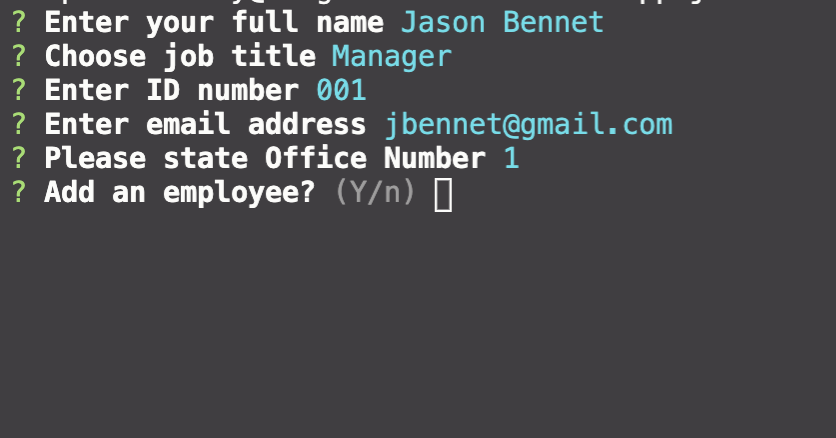 ? Enter your full name Jason Bennet
? Choose job title Manager
? Enter ID number 001
? Enter email address jbennet@gmail.com
? Please state Office Number 1
? Add an employee? (Y/n)